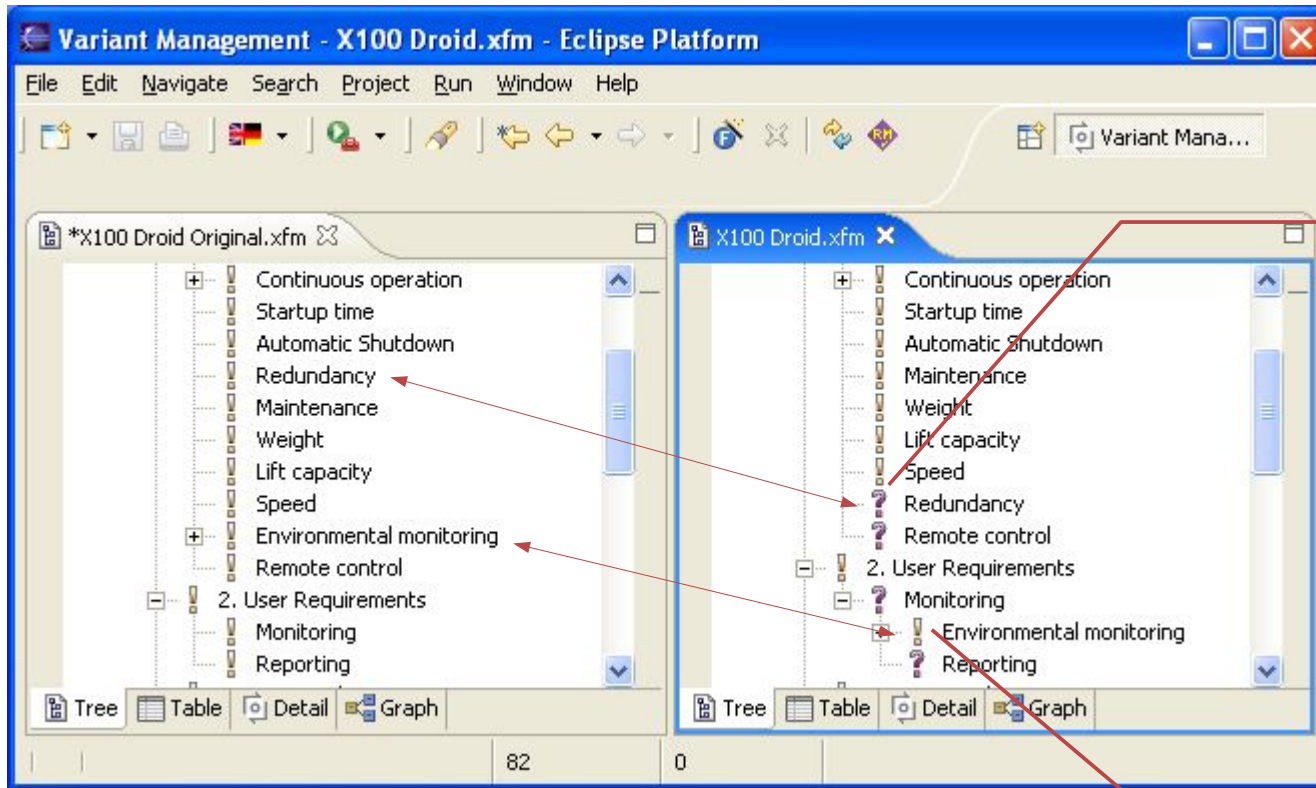 Variant Management - X100 Droid.xfm - Eclipse Platform
File Edit Navigate Search Project Run Window Help
F RM Variant Mana...
*X100 Droid Original.xfm
Continuous operation
Startup time
Automatic Shutdown
Redundancy
Maintenance
Weight
Lift capacity
Speed
Environmental monitoring
Remote control
2. User Requirements
Monitoring
Reporting
Tree Table Detail Graph
X100 Droid.xfm
Continuous operation
Startup time
Automatic Shutdown
Maintenance
Weight
Lift capacity
Speed
Redundancy
Remote control
2. User Requirements
Monitoring
Environmental monitoring
Reporting
Tree Table Detail Graph
82 0